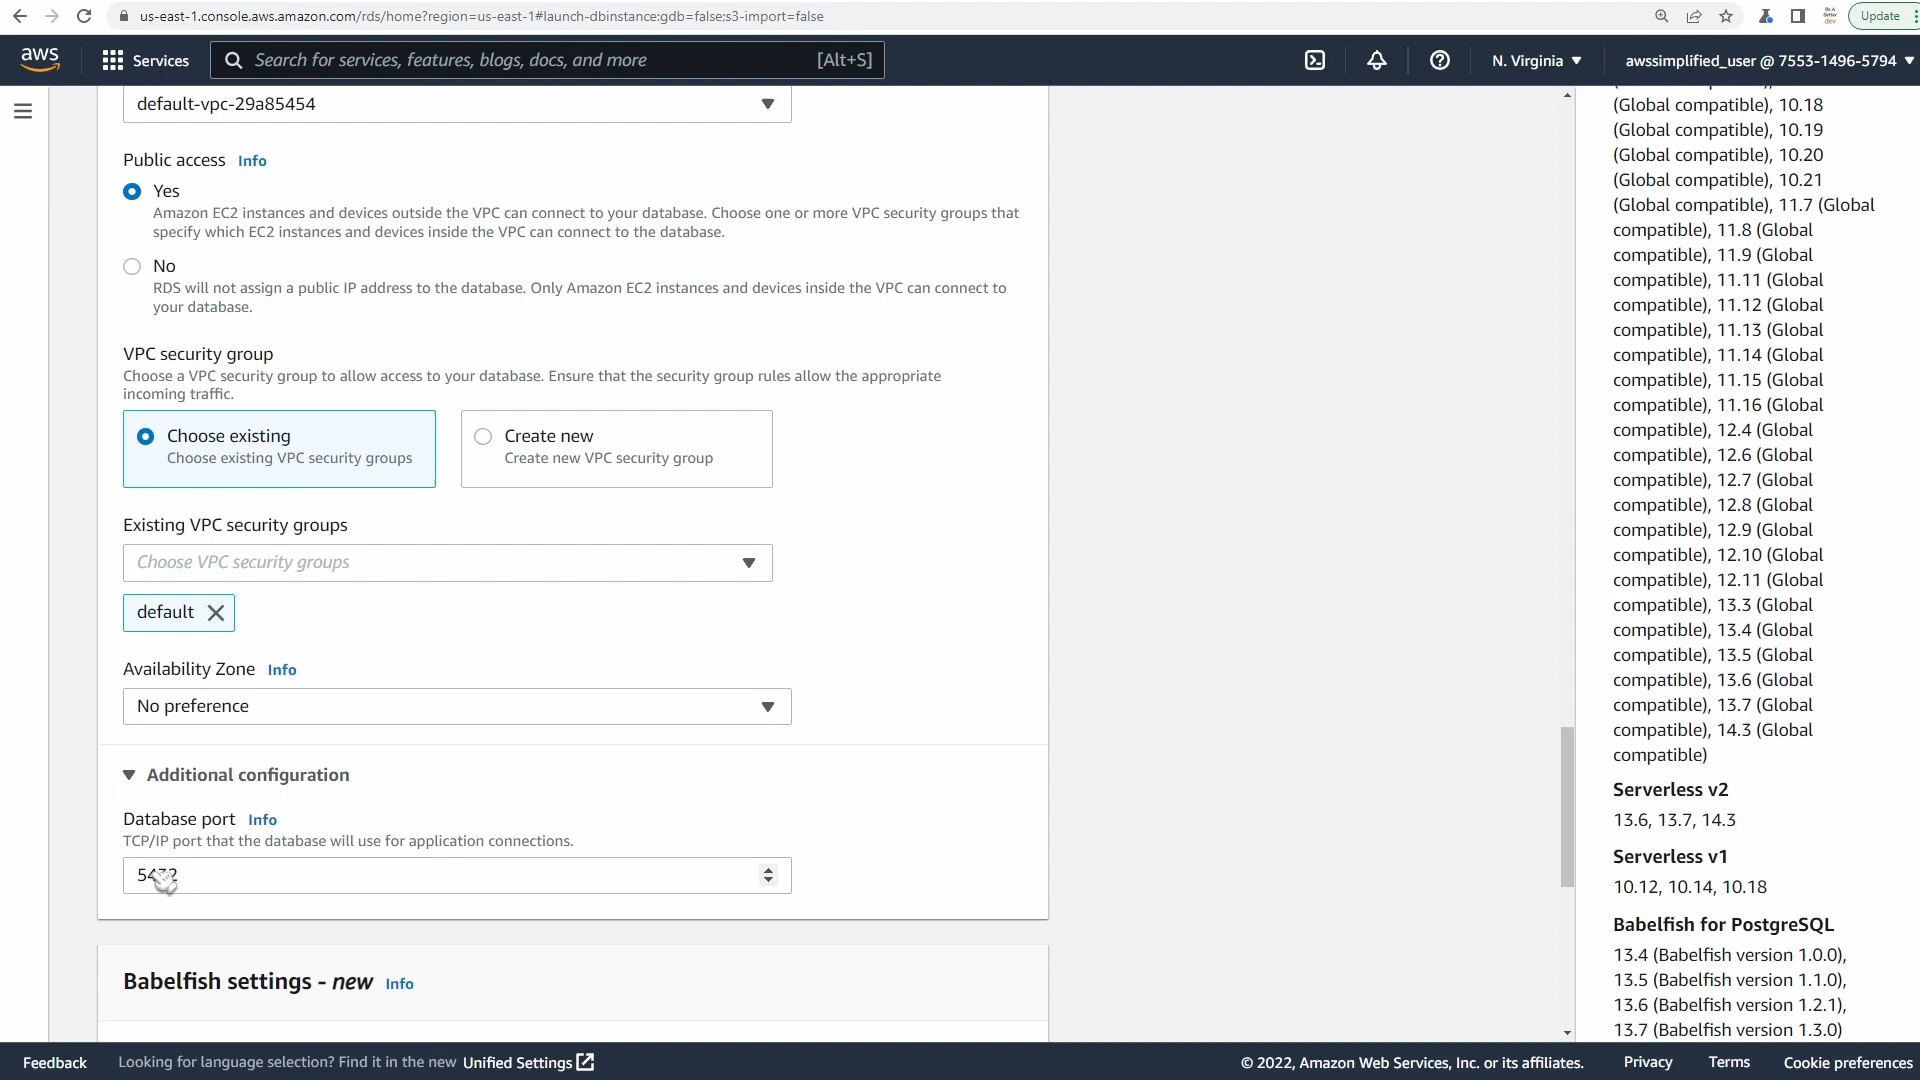 us-east-1.console.aws.amazon.com/rds/home?region=us-east-1#launch-dbinstance:gdb=false;s3-import=false
Update
aws
Services
Search for services, features, blogs, docs, and more
[Alt+S]
N. Virginia
awssimplified_user @ 7553-1496-5794
default-vpc-29a85454
Public access Info
Yes
Amazon EC2 instances and devices outside the VPC can connect to your database. Choose one or more VPC security groups that
specify which EC2 instances and devices inside the VPC can connect to the database.
No
RDS will not assign a public IP address to the database. Only Amazon EC2 instances and devices inside the VPC can connect to
your database.
VPC security group
Choose a VPC security group to allow access to your database. Ensure that the security group rules allow the appropriate
incoming traffic.
Choose existing
Choose existing VPC security groups
Create new
Create new VPC security group
Existing VPC security groups
Choose VPC security groups
default
Availability Zone Info
No preference
Additional configuration
Database port Info
TCP/IP port that the database will use for application connections.
5432
Babelfish settings - new Info
(Global compatible), 10.18
(Global compatible), 10.19
(Global compatible), 10.20
(Global compatible), 10.21
(Global compatible), 11.7 (Global
compatible), 11.8 (Global
compatible), 11.9 (Global
compatible), 11.11 (Global
compatible), 11.12 (Global
compatible), 11.13 (Global
compatible), 11.14 (Global
compatible), 11.15 (Global
compatible), 11.16 (Global
compatible), 12.4 (Global
compatible), 12.6 (Global
compatible), 12.7 (Global
compatible), 12.8 (Global
compatible), 12.9 (Global
compatible), 12.10 (Global
compatible), 12.11 (Global
compatible), 13.3 (Global
compatible), 13.4 (Global
compatible), 13.5 (Global
compatible), 13.6 (Global
compatible), 13.7 (Global
compatible), 14.3 (Global
compatible)
Serverless v2
13.6, 13.7, 14.3
Serverless v1
10.12, 10.14, 10.18
Babelfish for PostgreSQL
13.4 (Babelfish version 1.0.0),
13.5 (Babelfish version 1.1.0),
13.6 (Babelfish version 1.2.1),
13.7 (Babelfish version 1.3.0)
Feedback
Looking for language selection? Find it in the new Unified Settings
© 2022, Amazon Web Services, Inc. or its affiliates.
Privacy
Terms
Cookie preferences